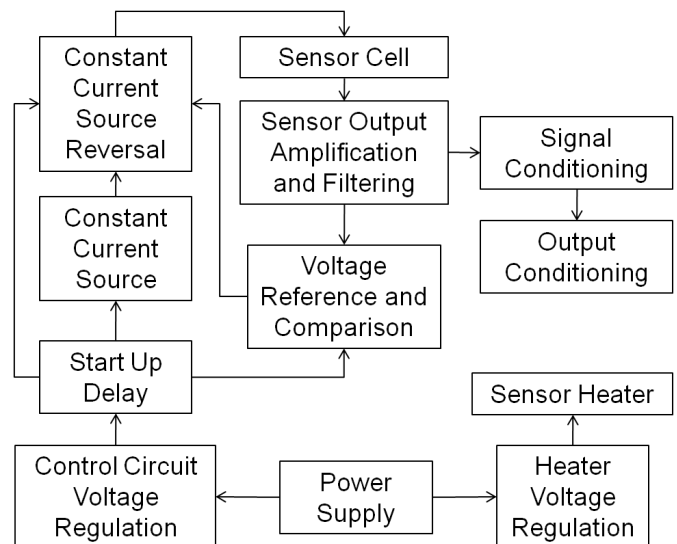 Constant
Current
Source
Reversal
Sensor Cell
Sensor Output
Amplification
and Filtering
Signal
Conditioning
Constant
Current
Source
Voltage
Reference and
Comparison
Output
Conditioning
Start Up
Delay
Sensor Heater
Control Circuit
Voltage
Regulation
Power
Supply
Heater
Voltage
Regulation